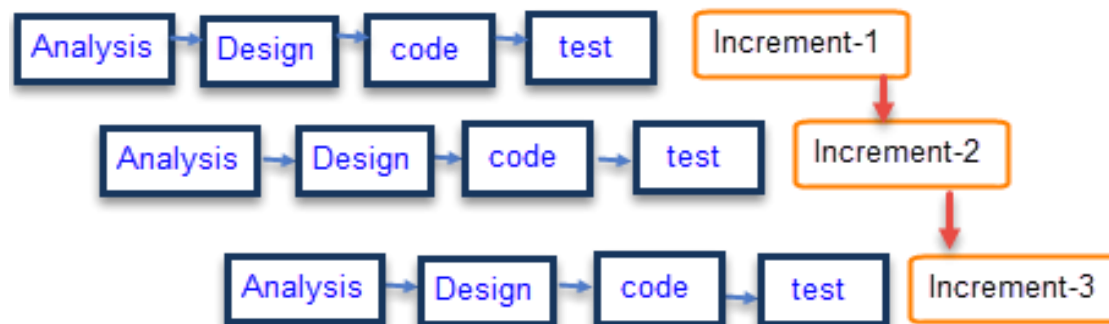 Analysis Design code test Increment-1
Analysis Design code test Increment-2
Analysis Design code test Increment-3